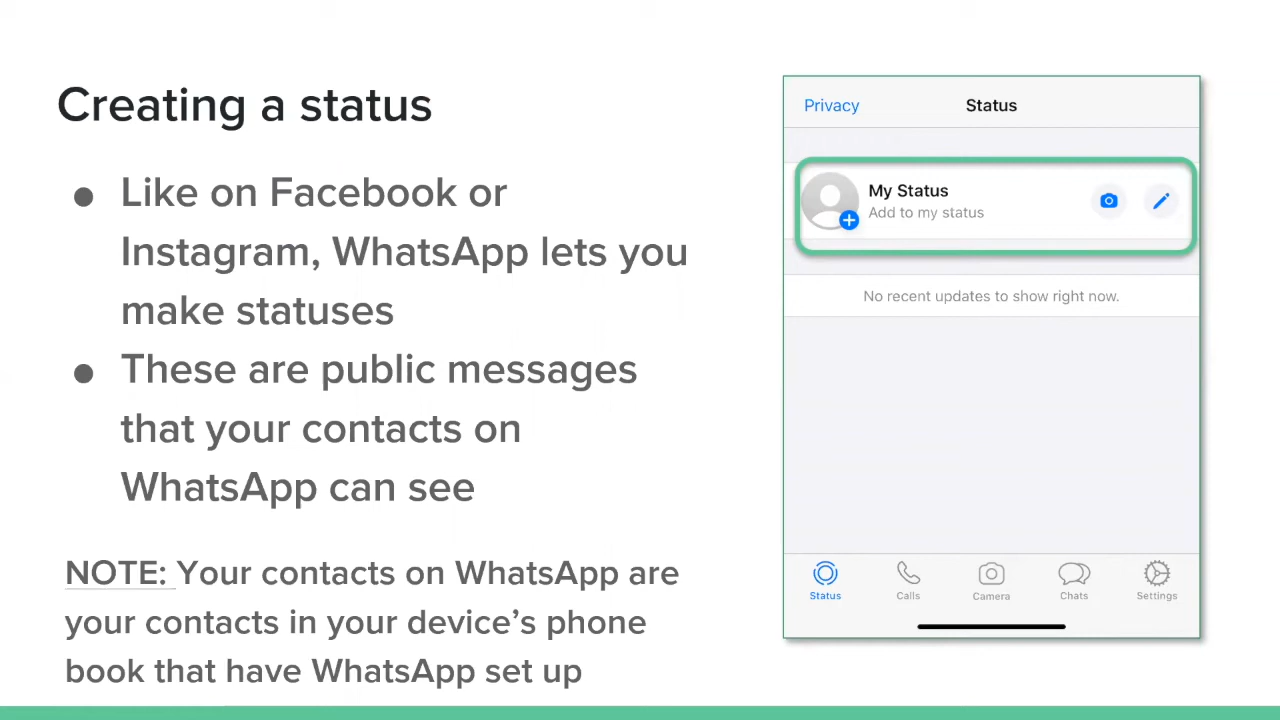 Creating a status
● Like on Facebook or
Instagram, WhatsApp lets you
make statuses
● These are public messages
that your contacts on
WhatsApp can see
NOTE: Your contacts on WhatsApp are
your contacts in your device’s phone
book that have WhatsApp set up
Privacy Status
My Status
Add to my status
No recent updates to show right now.
Status Calls Camera Chats Settings